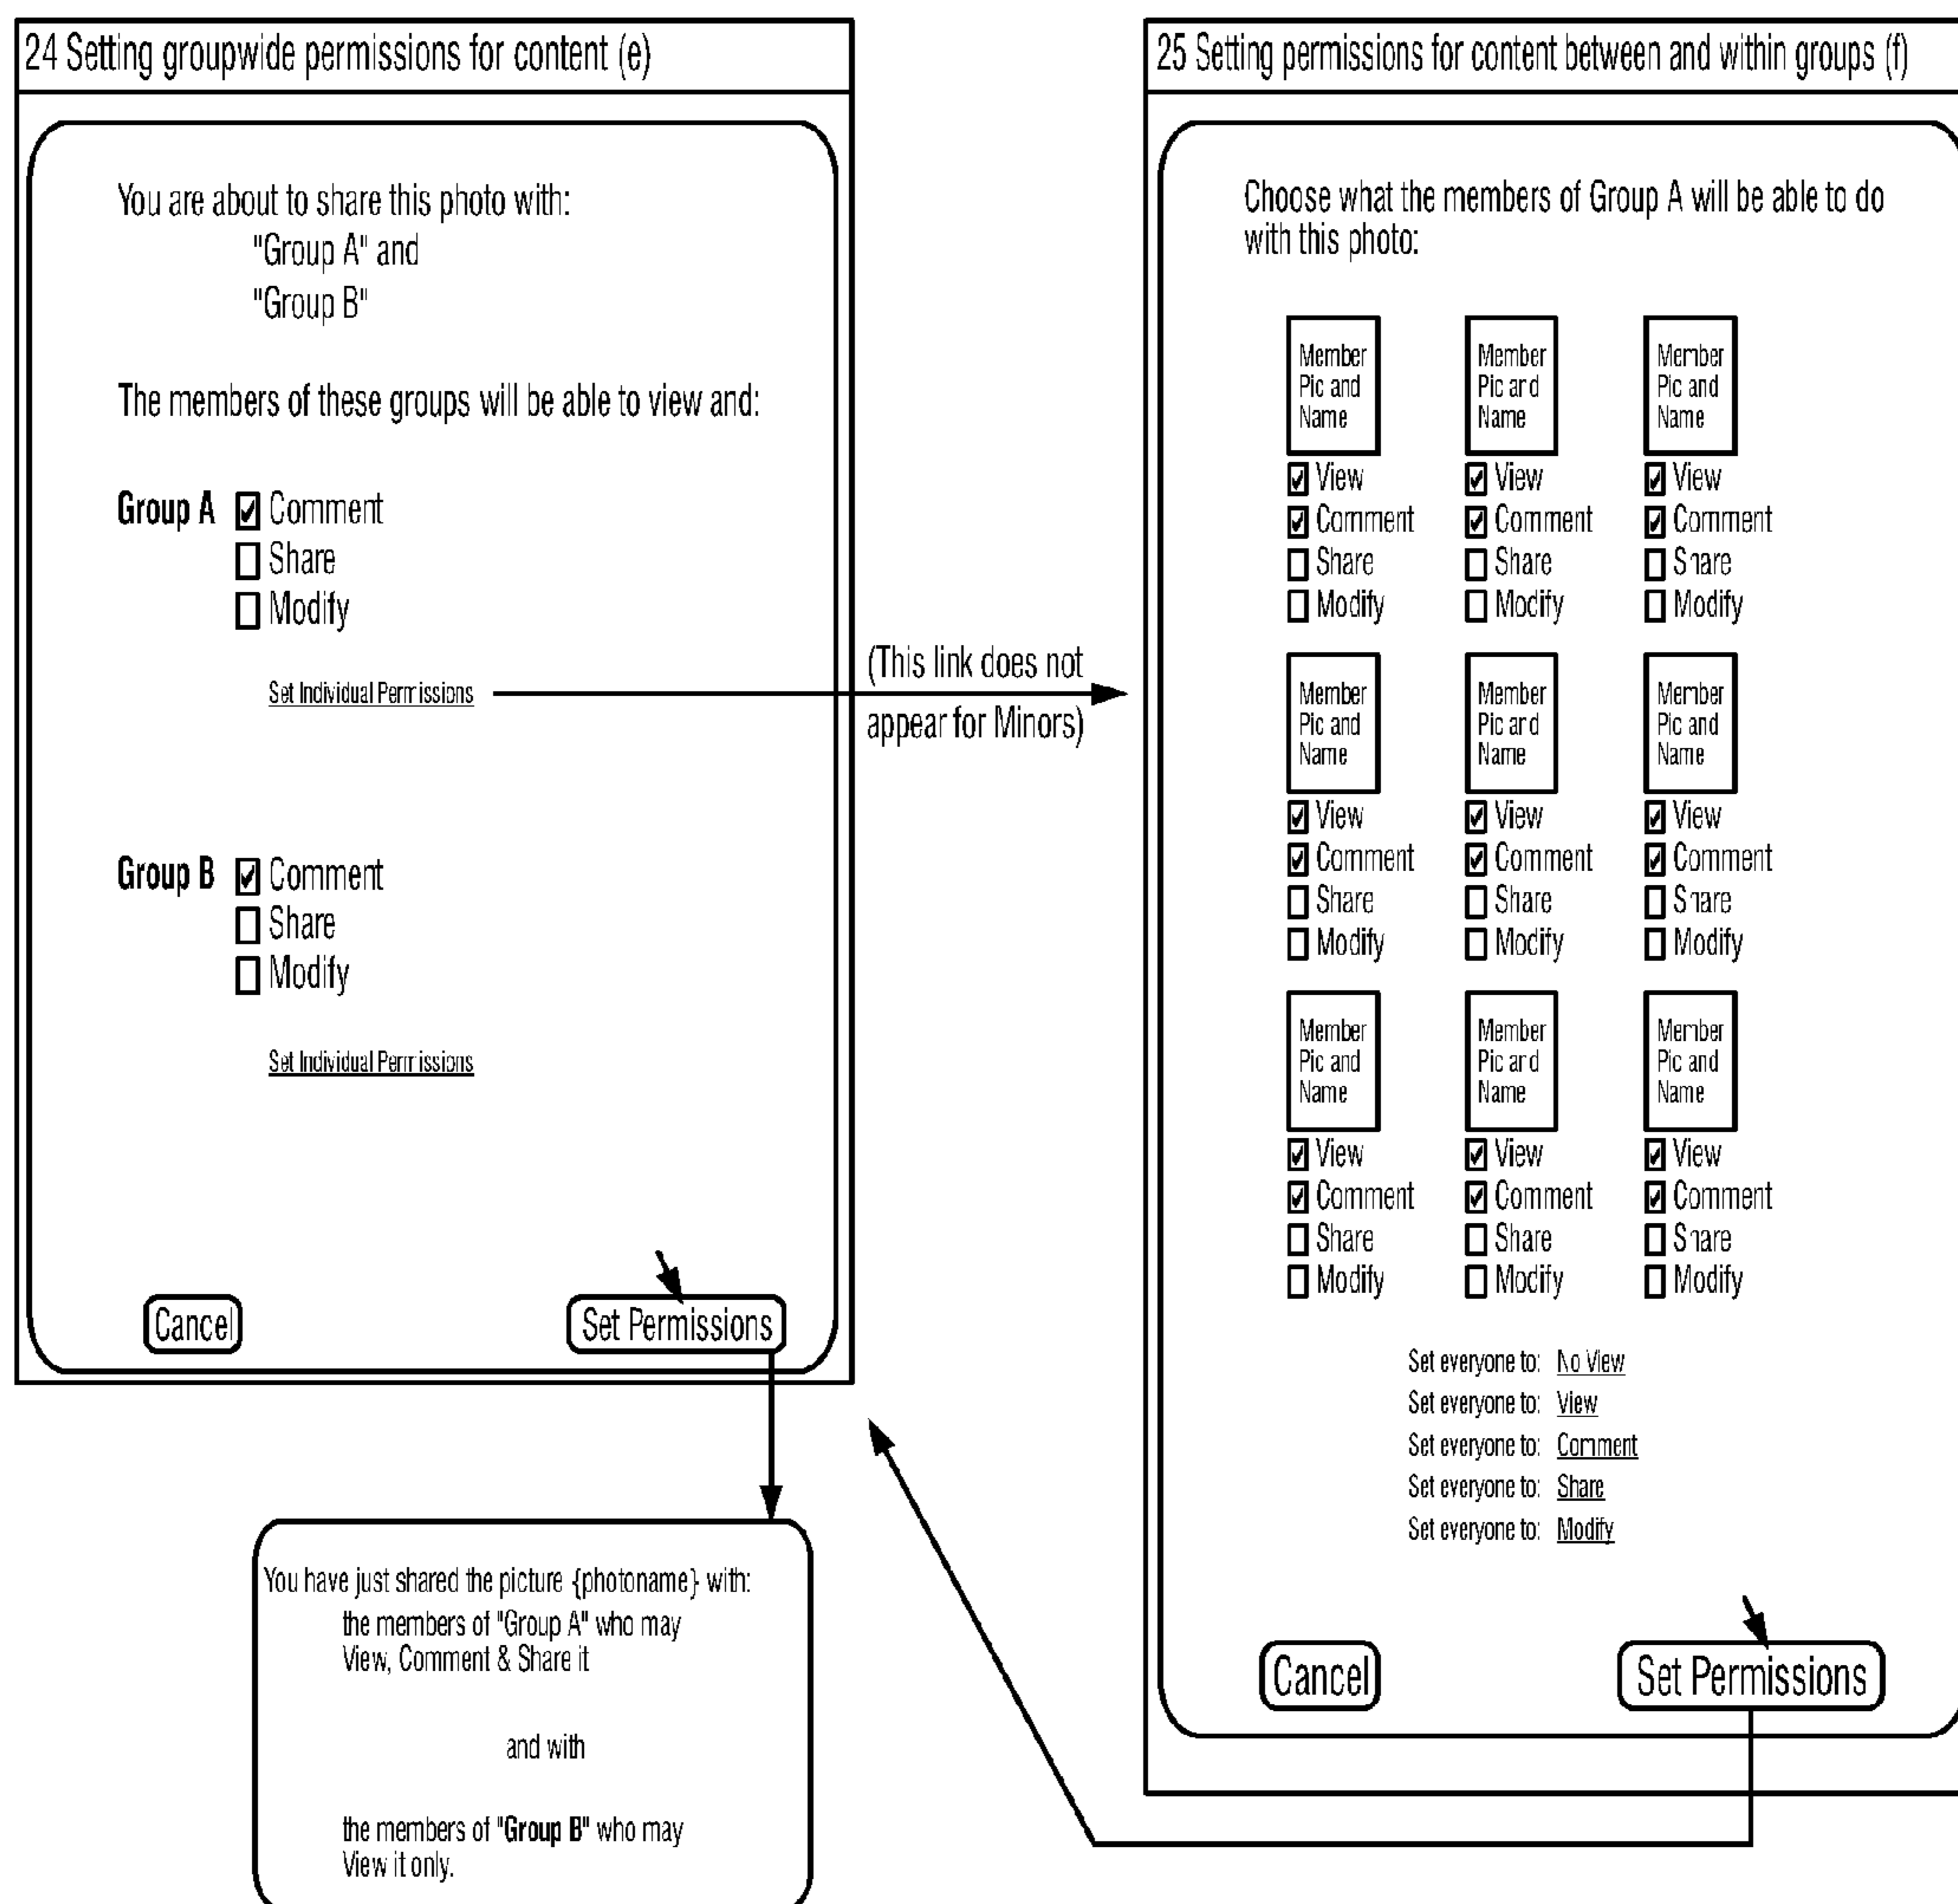 24 Setting groupwide permissions for content (e)
You are about to share this photo with:
"Group A" and
"Group B"
The members of these groups will be able to view and:
Group A Comment
Share
Modify
Set Individual Permissions
Group B Comment
Share
Modify
Set Individual Permissions
Cancel Set Permissions
(This link does not
appear for Minors)
You have just shared the picture {photoname} with:
the members of "Group A" who may
View, Comment & Share it
and with
the members of "Group B" who may
View it only.
25 Setting permissions for content between and within groups (f)
Choose what the members of Group A will be able to do
with this photo:
Member Member Member
Pic and Pic and Pic and
Name Name Name
View View View
Comment Comment Comment
Share Share Share
Modify Modify Modify
Member Member Member
Pic and Pic and Pic and
Name Name Name
View View View
Comment Comment Comment
Share Share Share
Modify Modify Modify
Member Member Member
Pic and Pic and Pic and
Name Name Name
View View View
Comment Comment Comment
Share Share Share
Modify Modify Modify
Set everyone to: No View
Set everyone to: View
Set everyone to: Comment
Set everyone to: Share
Set everyone to: Modify
Cancel Set Permissions